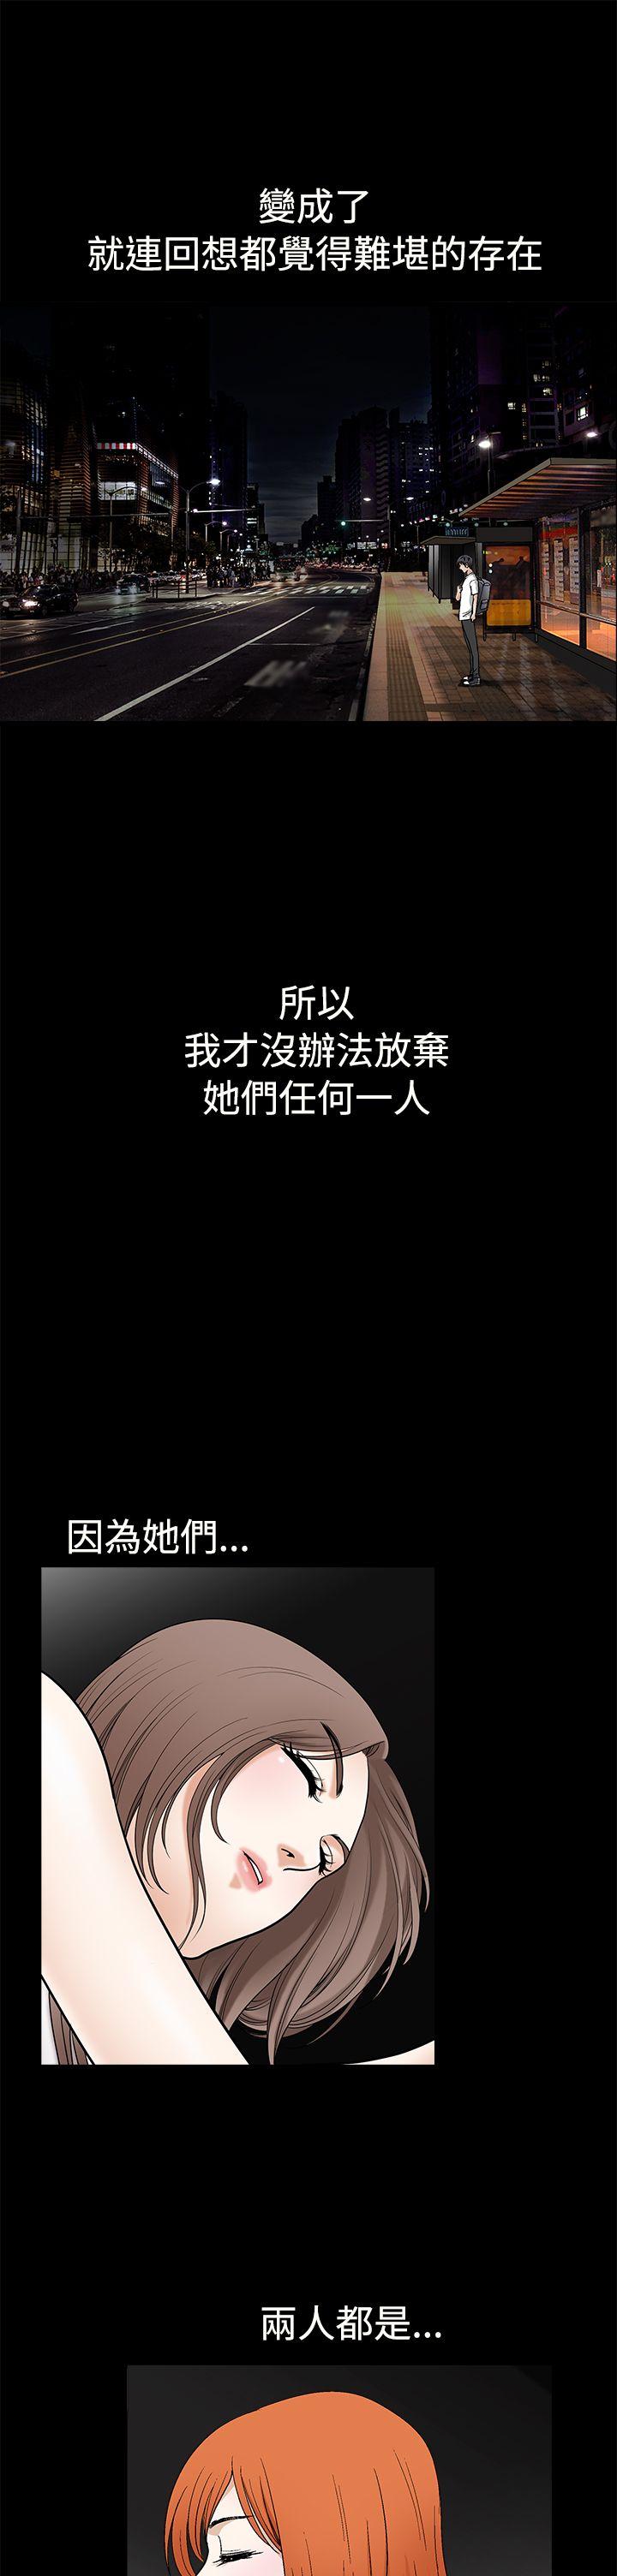 變成了
就連回想都覺得難堪的存在
所以
我才沒辦法放棄
她們任何一人
因為她們...
兩人都是...